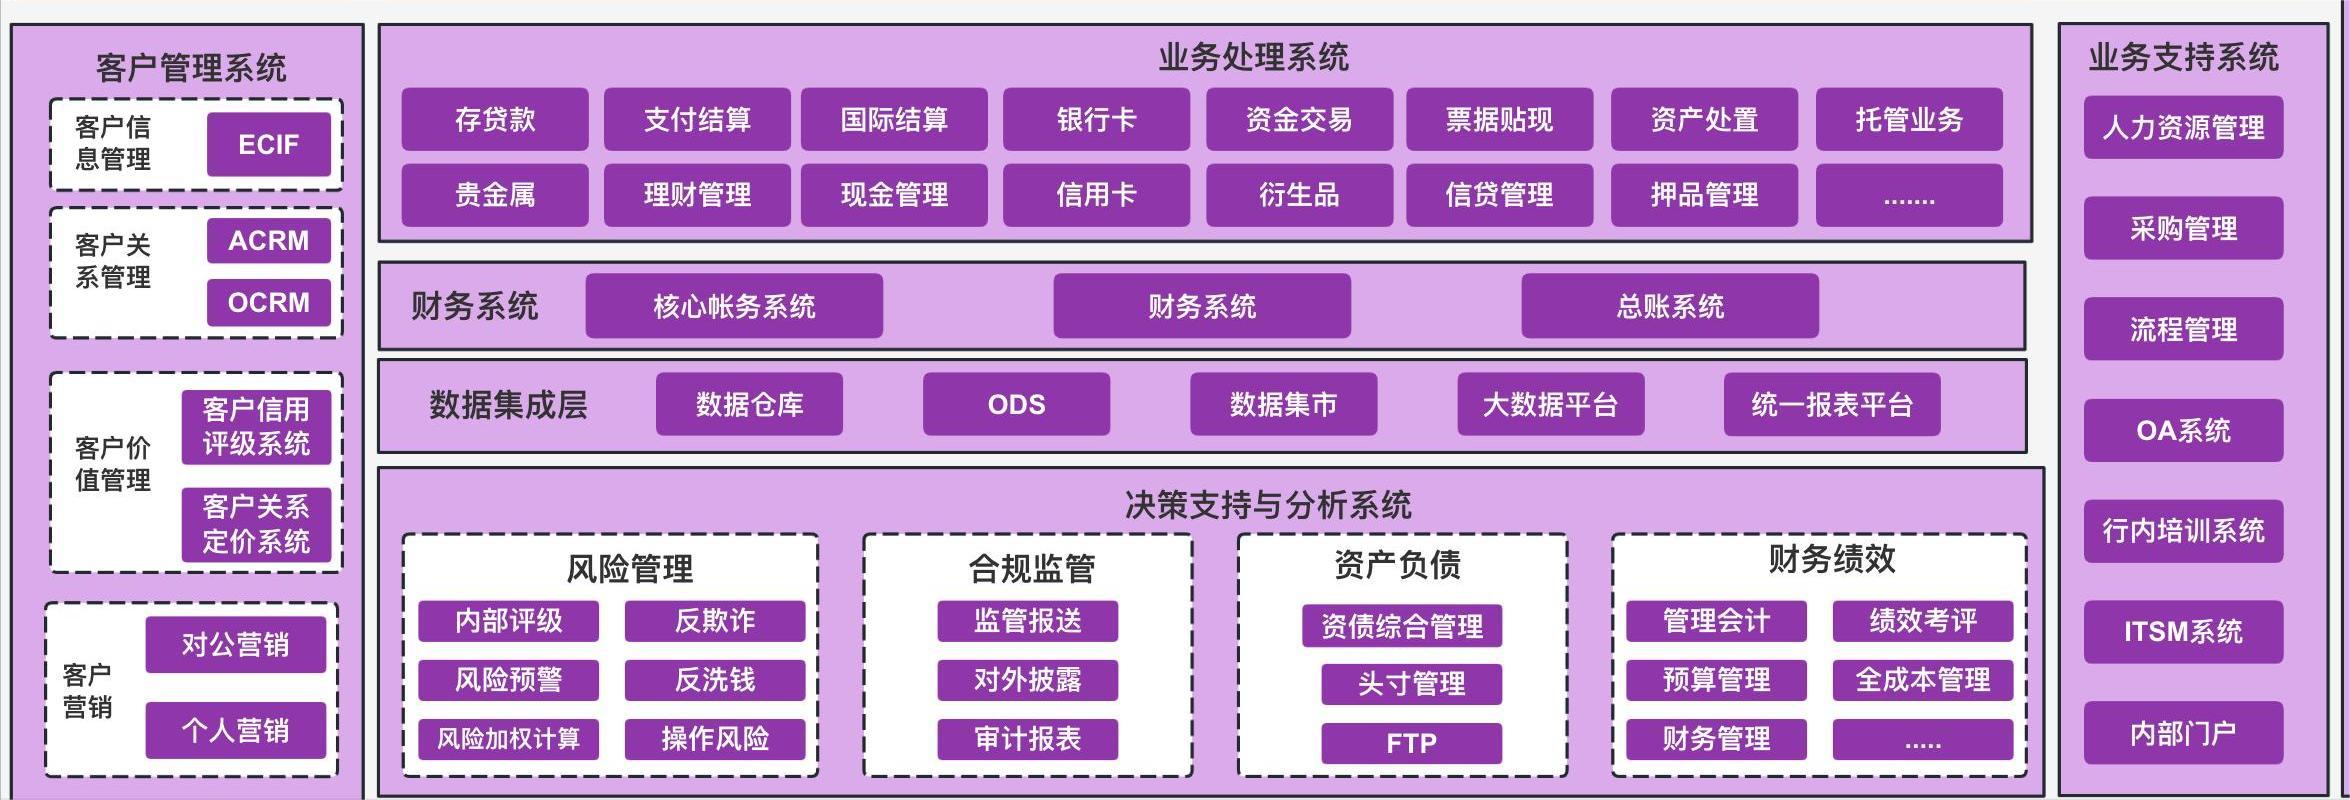 客户管理系统
客户信
息管理
ECIF
客户关
系管理
ACRM
OCRM
客户价
值管理
客户信用
评级系统
客户关系
定价系统
客户
营销
对公营销
个人营销
业务处理系统
存贷款
支付结算
国际结算
银行卡
资金交易
票据贴现
资产处置
托管业务
贵金属
理财管理
现金管理
信用卡
衍生品
信贷管理
押品管理
.......
财务系统
核心帐务系统
财务系统
总账系统
数据集成层
数据仓库
ODS
数据集市
大数据平台
统一报表平台
决策支持与分析系统
风险管理
内部评级
反欺诈
风险预警
反洗钱
风险加权计算
操作风险
合规监管
监管报送
对外披露
审计报表
资产负债
资债综合管理
头寸管理
FTP
财务绩效
管理会计
绩效考评
预算管理
全成本管理
财务管理
.....
业务支持系统
人力资源管理
采购管理
流程管理
OA系统
行内培训系统
ITSM系统
内部门户